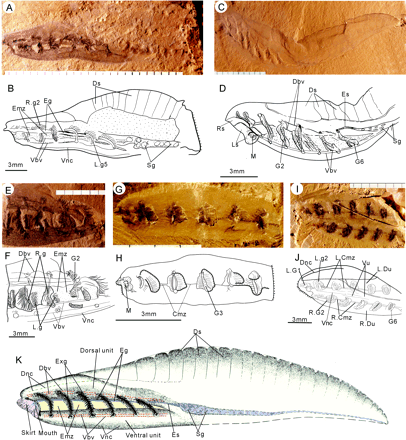 A
C
B
Ds
Eg
R.g2
Emz
Vbv
Vnc
L.g5
Sg
3mm
D
Dbv
Ds
Es
Rs
Ls
M
G2
Vbv
G6
Sg
3mm
E
G
I
F
Dbv
R.g
Emz
G2
L.g
Vbv
Vnc
3mm
H
M
Cmz
G3
3mm
J
Dnc
L.g2
L.Cmz
Vu
L.Du
L.G1
R.G2
Vnc
R.Cmz
R.Du
G6
3mm
K
Ds
Dorsal unit
Eg
Exg
Dbv
Dnc
Skirt
Mouth
Emz
Vbv
Vnc
Ventral unit
Es
Sg